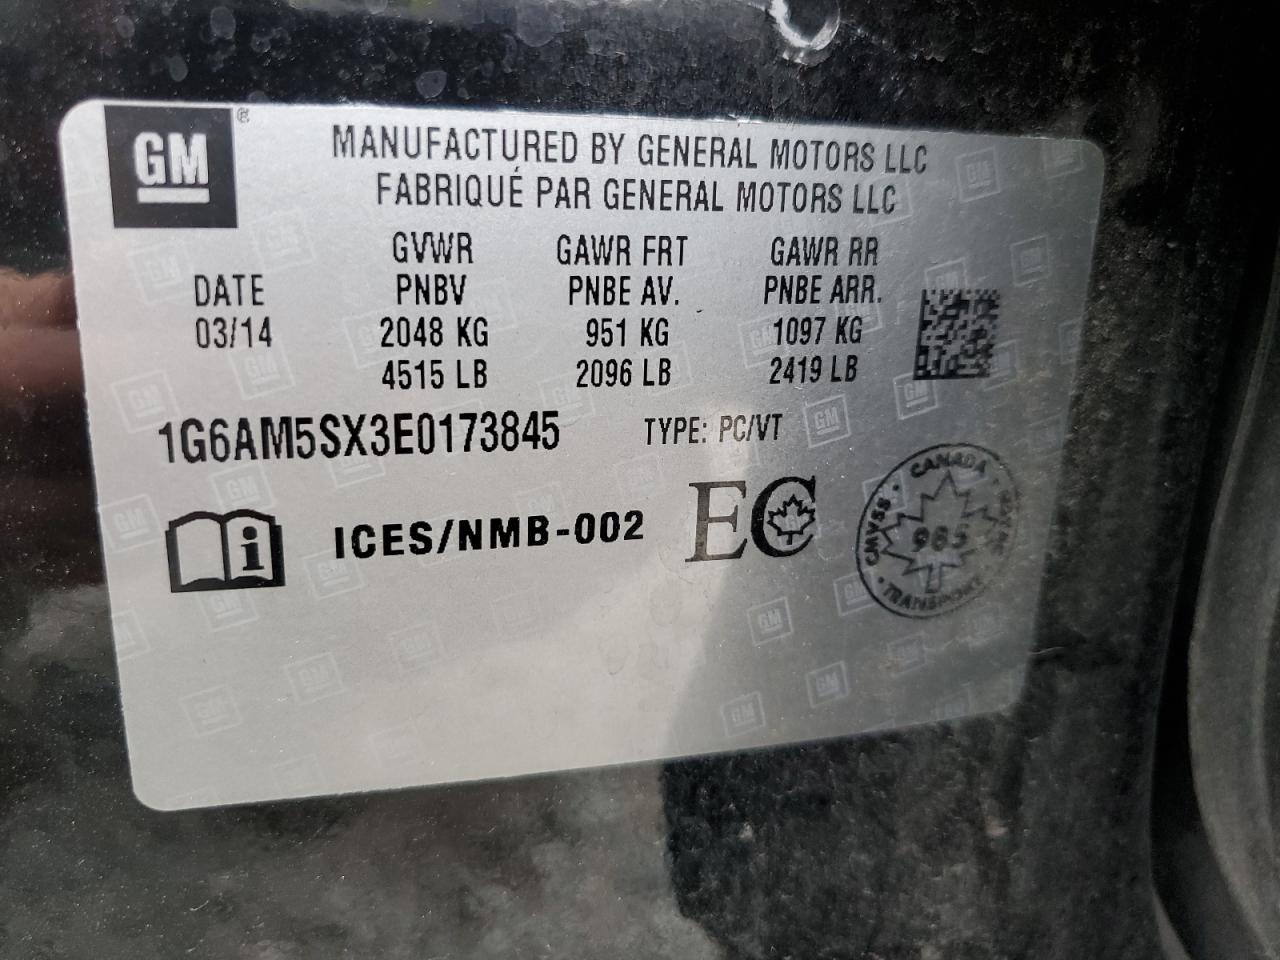 GM
MANUFACTURED BY GENERAL MOTORS LLC
FABRIQUÉ PAR GENERAL MOTORS LLC
DATE
03/14
GVWR
PNBV
2048 KG
4515 LB
GAWR FRT
PNBE AV.
951 KG
2096 LB
GAWR RR
PNBE ARR.
1097 KG
2419 LB
1G6AM5SX3E0173845
TYPE: PC/VT
i
ICES/NMB-002
EC
CANADA
CMVSS
965
TRANSPORT